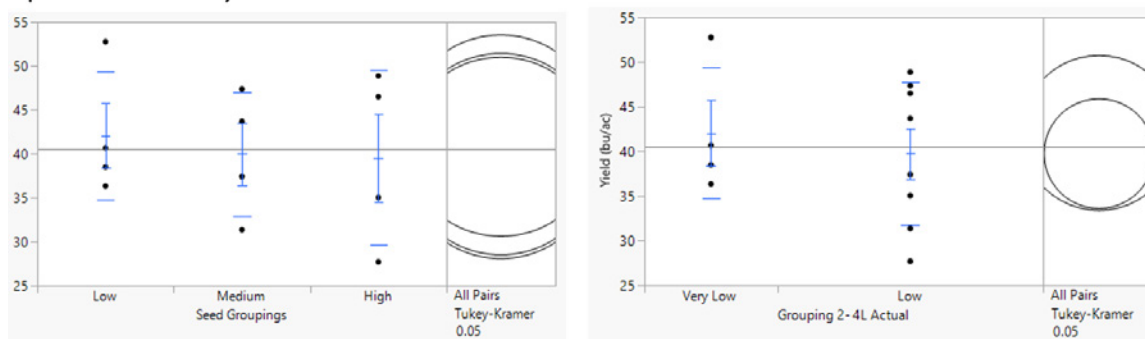 55
50
45
40
35
30
25
Low Medium High
Seed Groupings
All Pairs
Tukey-Kramer
0.05
Yield (bu/ac)
55
50
45
40
35
30
25
Very Low Low
Grouping 2- 4L Actual
All Pairs
Tukey-Kramer
0.05